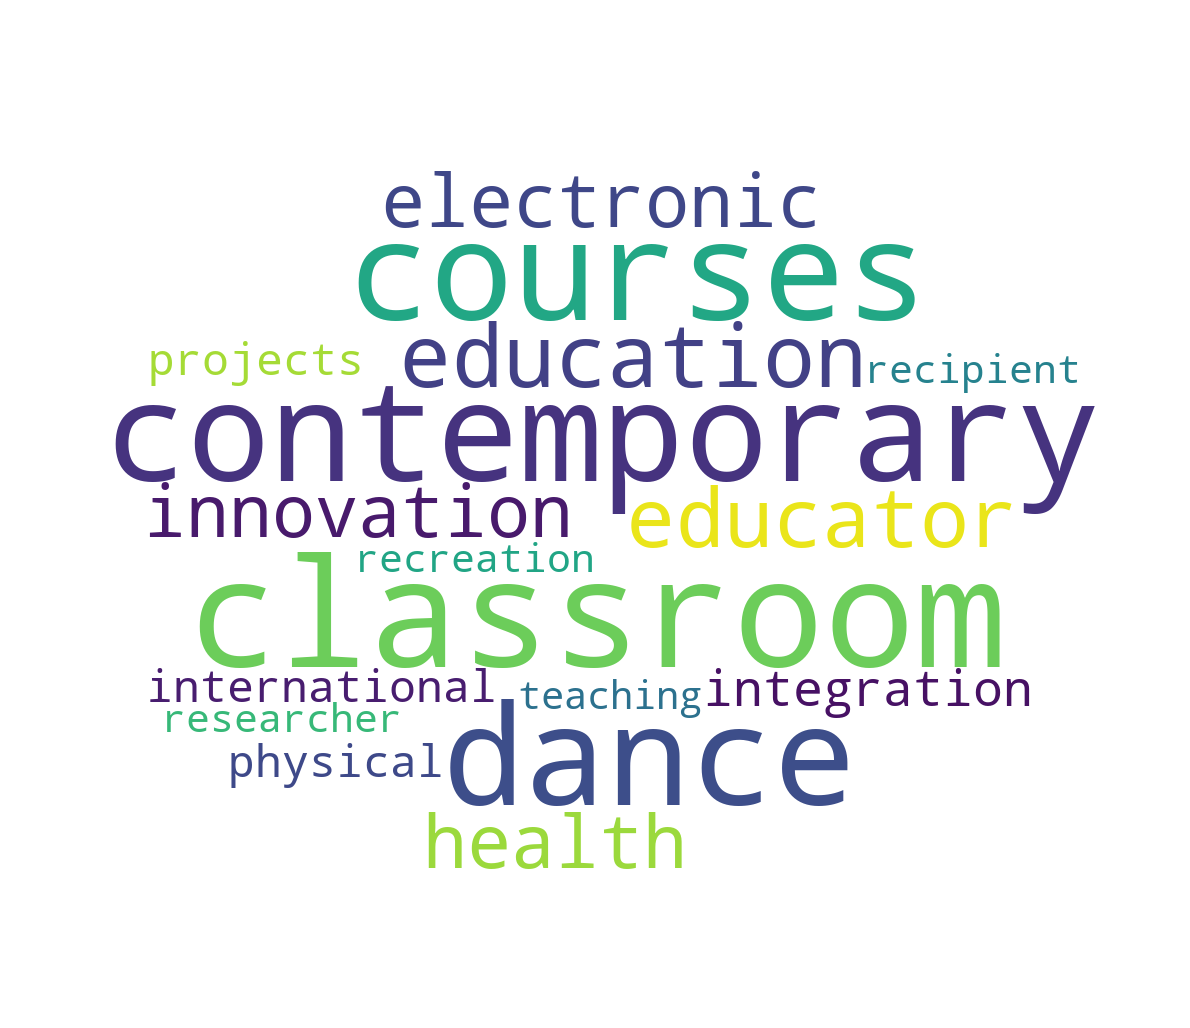 electronic
courses
education
projects
recipient
contemporary
innovation
educator
recreation
classroom
international
teaching
integration
researcher
dance
physical
health